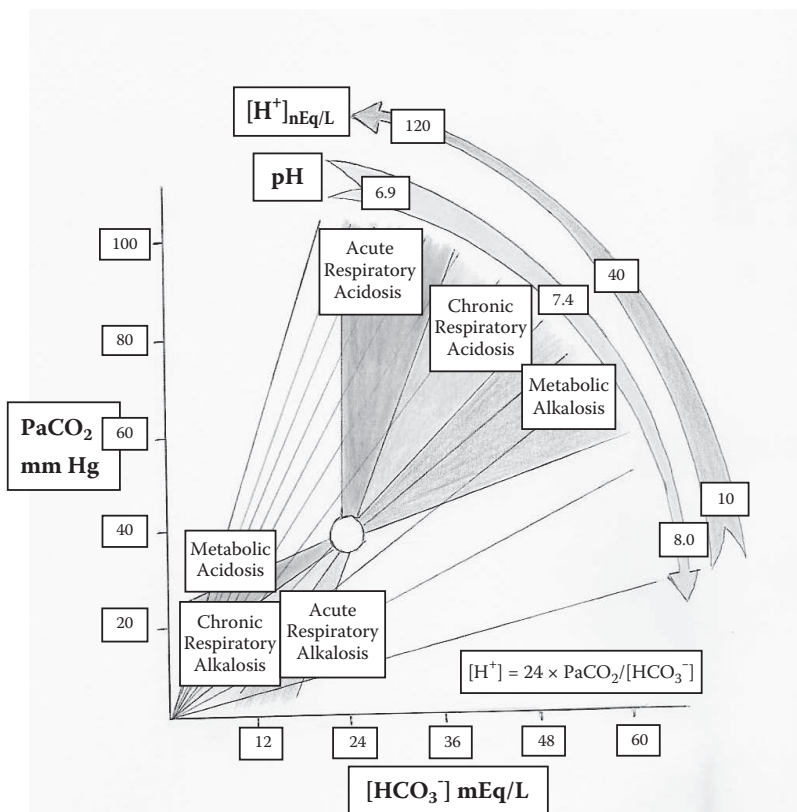 [H⁺]nEq/L
120
pH
6.9
100
Acute
Respiratory
Acidosis
40
7.4
Chronic
Respiratory
Acidosis
80
Metabolic
Alkalosis
PaCO₂
mm Hg
60
10
40
8.0
Metabolic
Acidosis
20
Chronic
Respiratory
Alkalosis
Acute
Respiratory
Alkalosis
[H⁺] = 24 × PaCO₂/[HCO₃⁻]
12
24
36
48
60
[HCO₃⁻] mEq/L